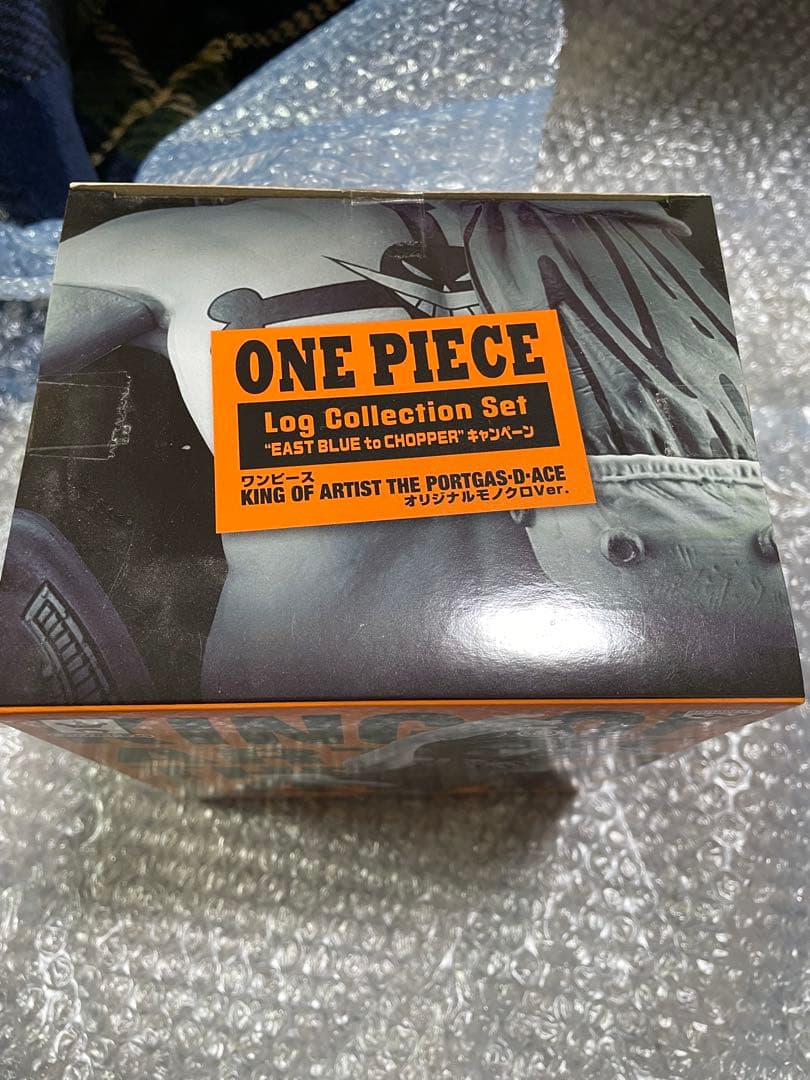 ONE PIECE
Log Collection Set
"EAST BLUE to CHOPPER" キャンペーン
ワンピース
KING OF ARTIST THE PORTGAS・D・ACE
オリジナルモノクロVer.